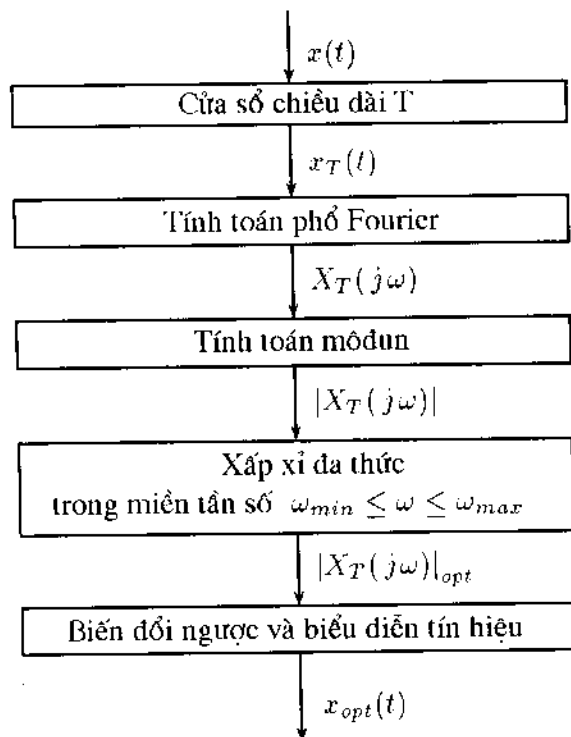 x(t)
Cửa sổ chiều dài T
x_T(t)
Tính toán phổ Fourier
X_T(jω)
Tính toán môđun
|X_T(jω)|
Xấp xỉ đa thức
trong miền tần số ω_min ≤ ω ≤ ω_max
|X_T(jω)|_opt
Biến đổi ngược và biểu diễn tín hiệu
x_opt(t)